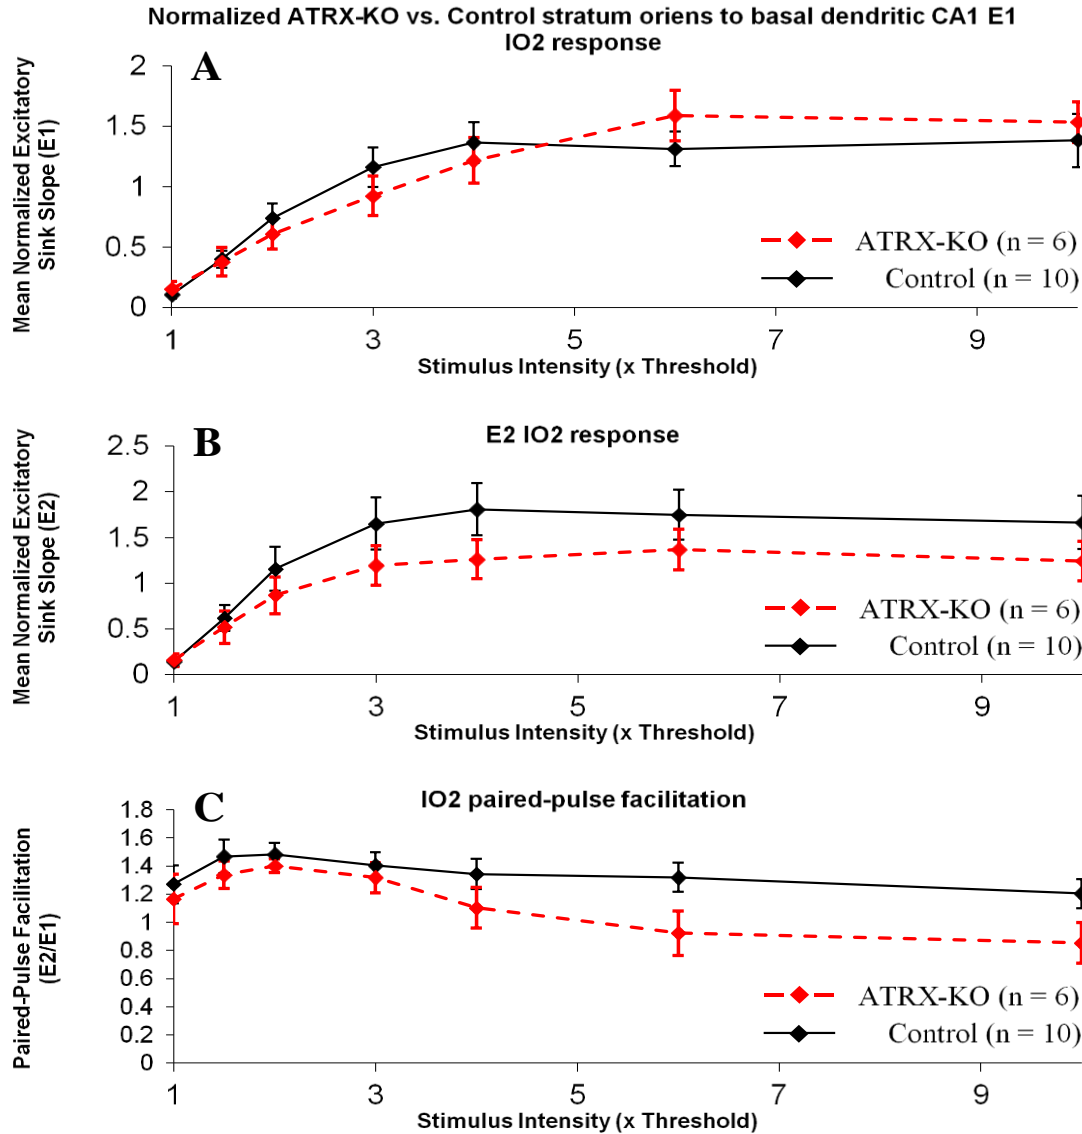 Normalized ATRX-KO vs. Control stratum oriens to basal dendritic CA1 E1
IO2 response
A
Mean Normalized Excitatory
Sink Slope (E1)
2
1.5
1
0.5
0
1 3 5 7 9
ATRX-KO (n = 6)
Control (n = 10)
Stimulus Intensity (x Threshold)
B
E2 IO2 response
Mean Normalized Excitatory
Sink Slope (E2)
2.5
2
1.5
1
0.5
0
1 3 5 7 9
ATRX-KO (n = 6)
Control (n = 10)
Stimulus Intensity (x Threshold)
C
IO2 paired-pulse facilitation
Paired-Pulse Facilitation
(E2/E1)
1.8
1.6
1.4
1.2
1
0.8
0.6
0.4
0.2
0
1 3 5 7 9
ATRX-KO (n = 6)
Control (n = 10)
Stimulus Intensity (x Threshold)